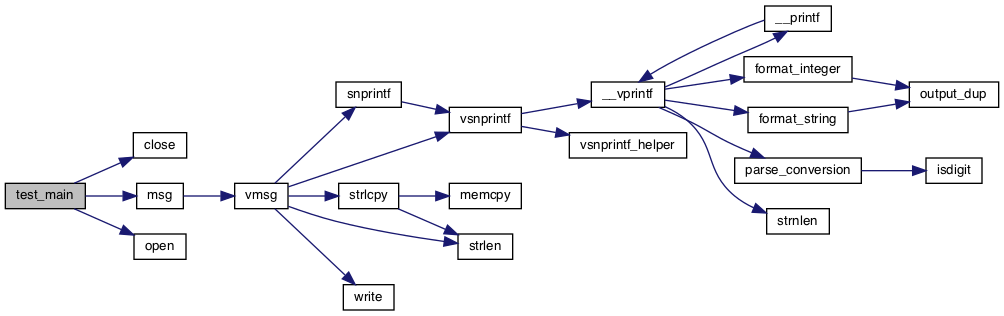 test_main
close
msg
open
vmsg
snprintf
strlcpy
write
vsnprintf
memcpy
strlen
__vprintf
vsnprintf_helper
__printf
format_integer
format_string
parse_conversion
strnlen
output_dup
isdigit